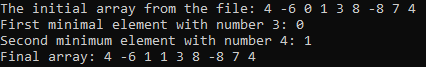 The initial array from the file: 4 -6 0 1 3 8 -8 7 4
First minimal element with number 3: 0
Second minimum element with number 4: 1
Final array: 4 -6 1 1 3 8 -8 7 4